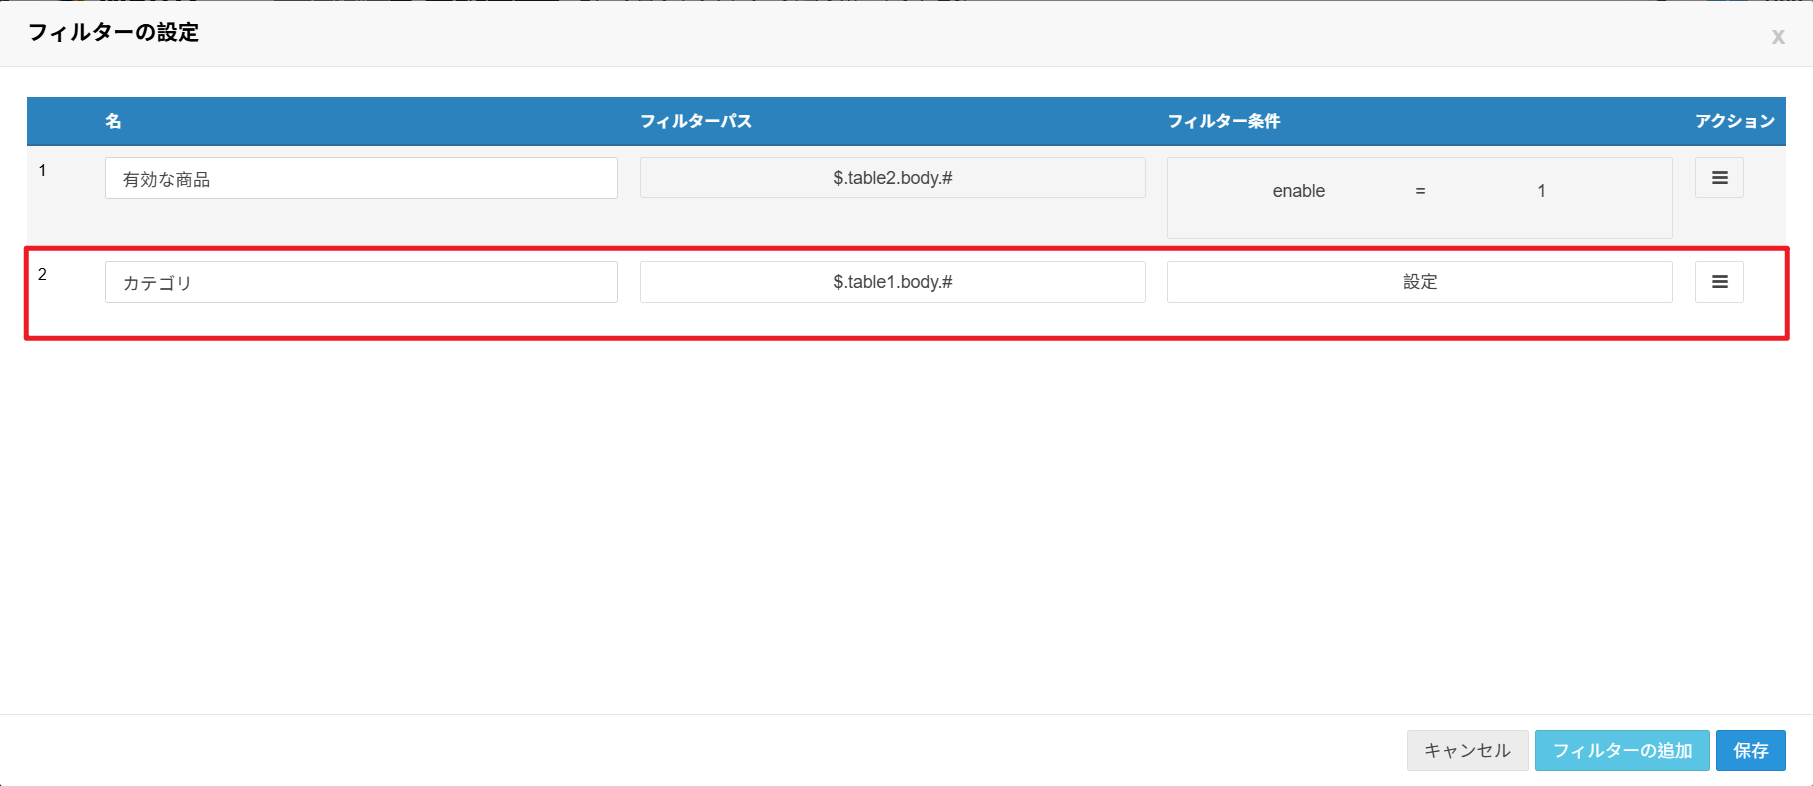 フィルターの設定
x
名 フィルターパス フィルター条件 アクション
1 有効な商品 $.table2.body.# enable = 1
2 カテゴリ $.table1.body.# 設定
キャンセル フィルターの追加 保存